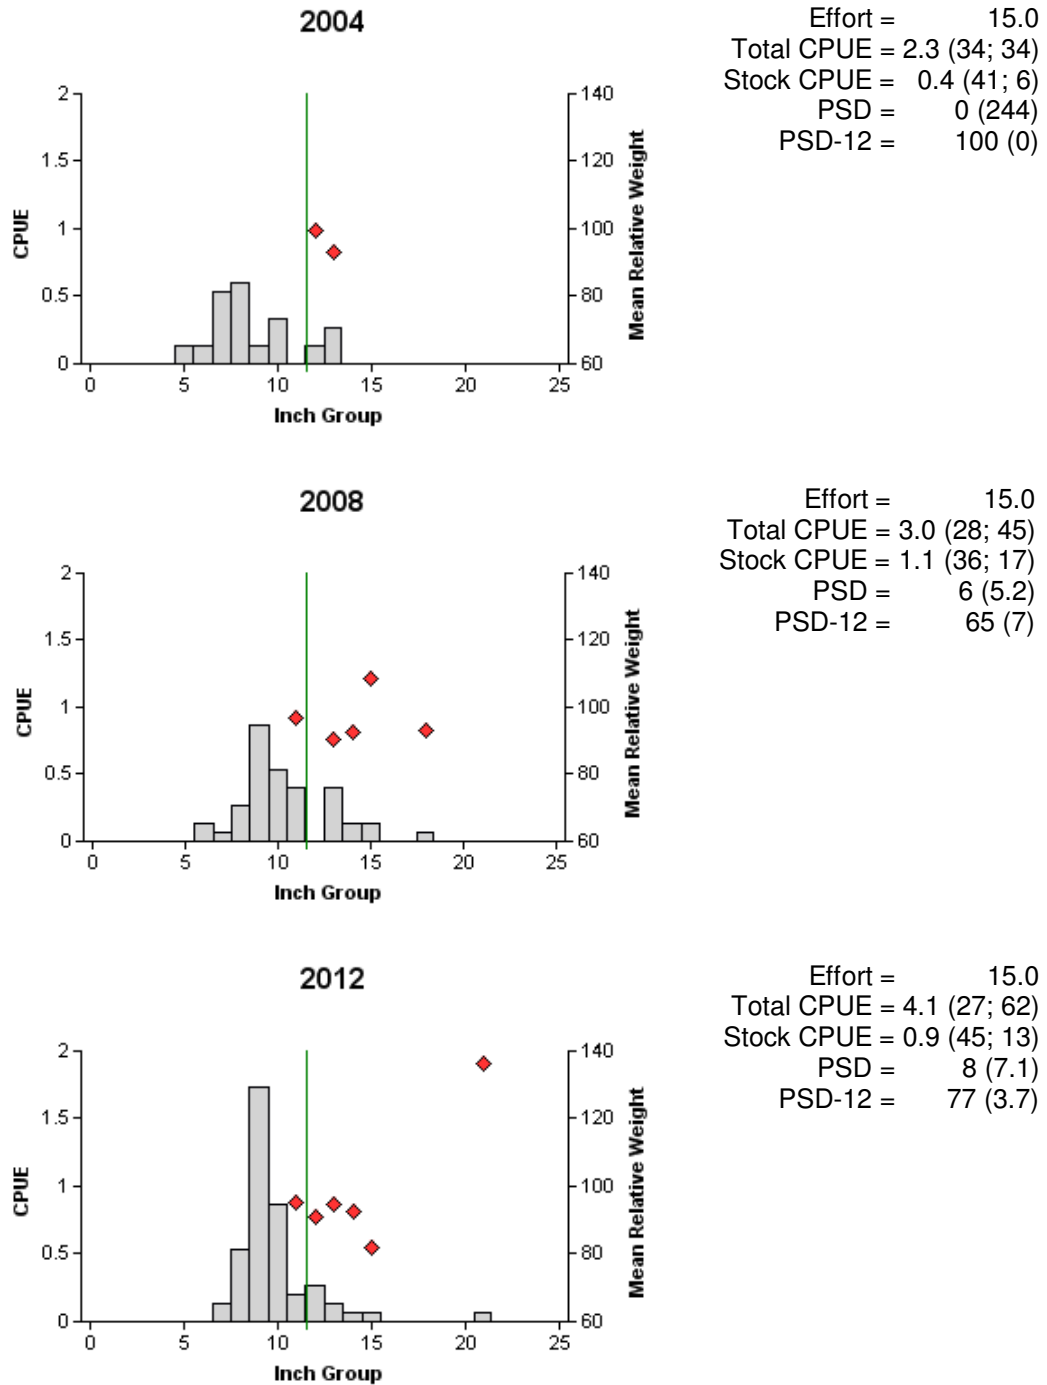 2004
Effort = 15.0
Total CPUE = 2.3 (34; 34)
Stock CPUE = 0.4 (41; 6)
PSD = 0 (244)
PSD-12 = 100 (0)
2 140
1.5 120
1 100
0.5 80
0 60
CPUE
Mean Relative Weight
0 5 10 15 20 25
Inch Group
2008
Effort = 15.0
Total CPUE = 3.0 (28; 45)
Stock CPUE = 1.1 (36; 17)
PSD = 6 (5.2)
PSD-12 = 65 (7)
2 140
1.5 120
1 100
0.5 80
0 60
CPUE
Mean Relative Weight
0 5 10 15 20 25
Inch Group
2012
Effort = 15.0
Total CPUE = 4.1 (27; 62)
Stock CPUE = 0.9 (45; 13)
PSD = 8 (7.1)
PSD-12 = 77 (3.7)
2 140
1.5 120
1 100
0.5 80
0 60
CPUE
Mean Relative Weight
0 5 10 15 20 25
Inch Group